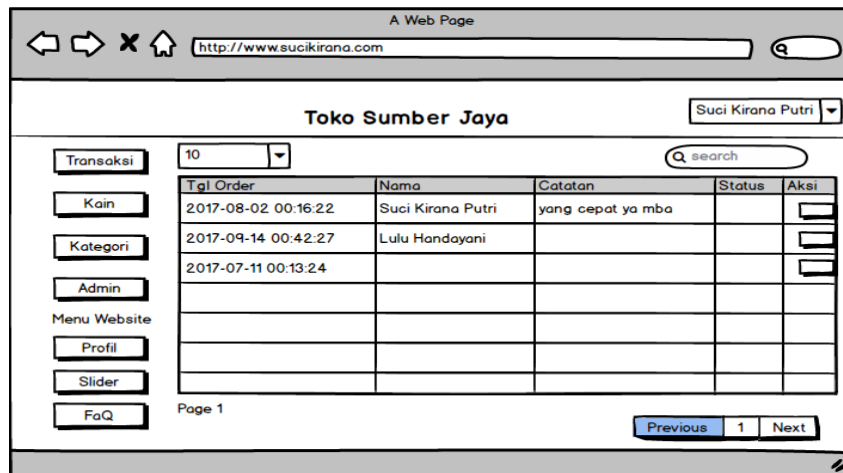 A Web Page
http://www.sucikirana.com
Toko Sumber Jaya
Suci Kirana Putri
Transaksi
Kain
Kategori
Admin
Menu Website
Profil
Slider
FaQ
10
search
Tgl Order Nama Catatan Status Aksi
2017-08-02 00:16:22 Suci Kirana Putri yang cepat ya mba
2017-09-14 00:42:27 Lulu Handayani
2017-07-11 00:13:24
Page 1
Previous 1 Next